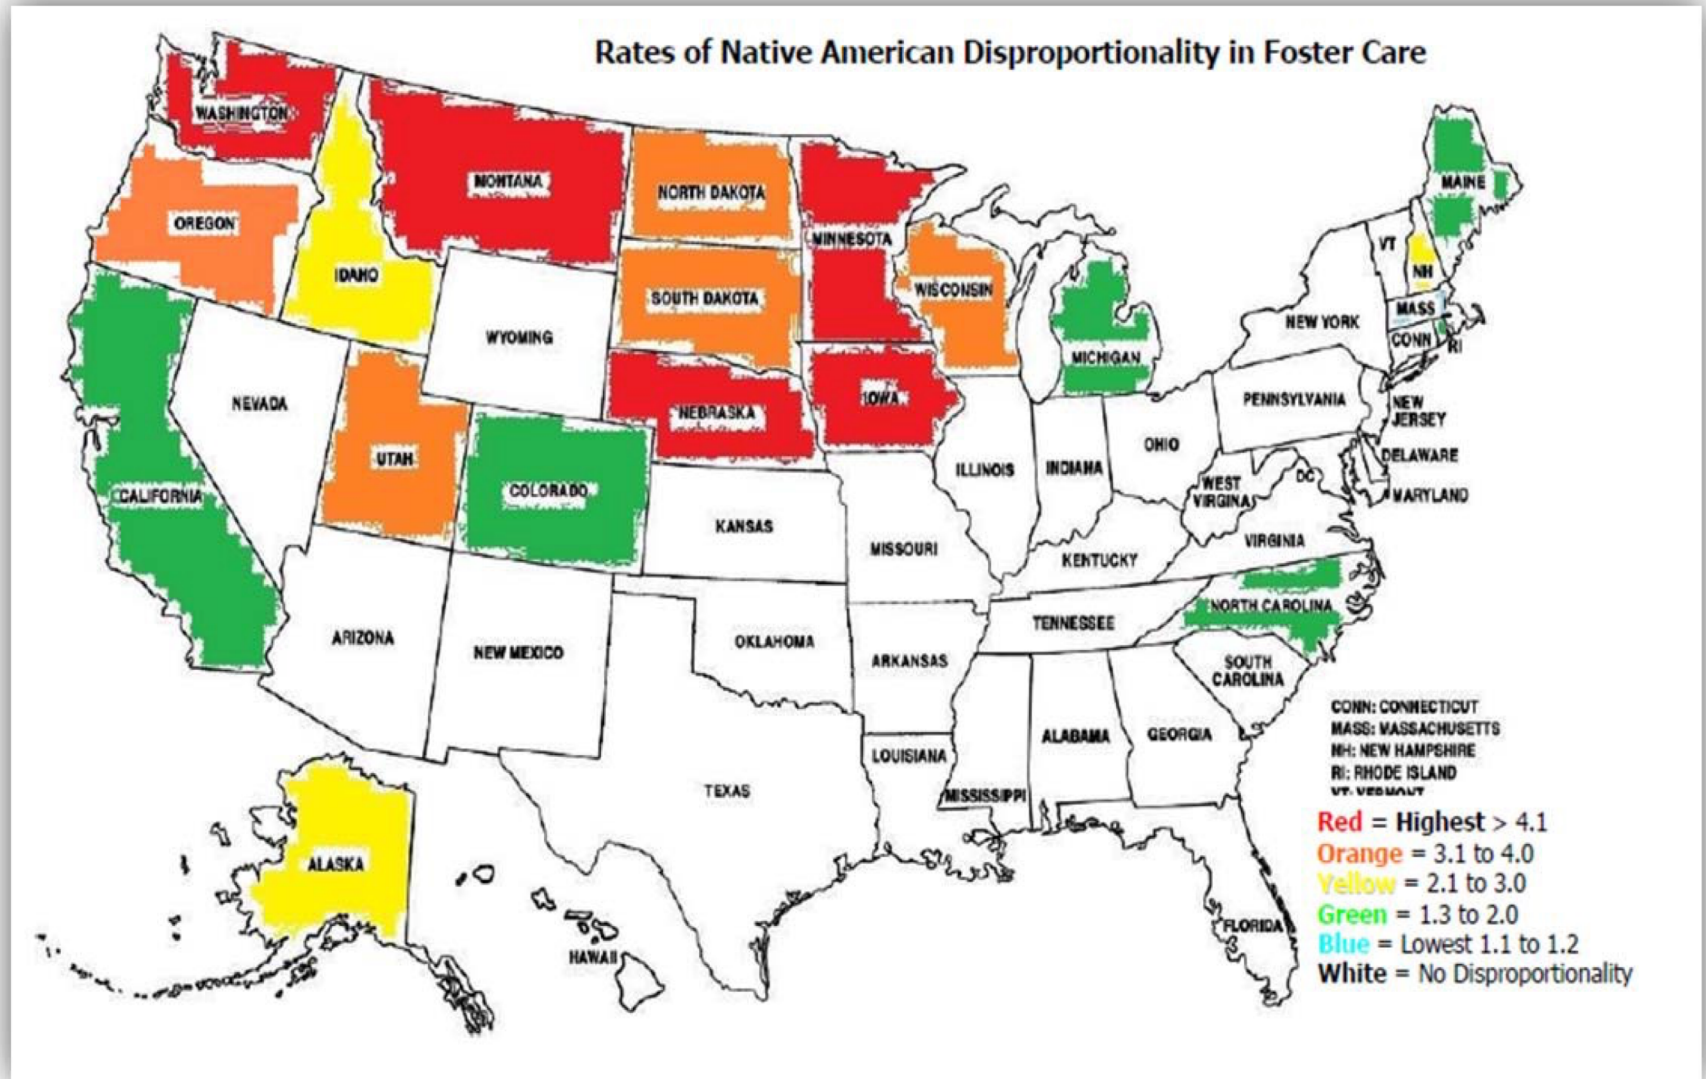 Rates of Native American Disproportionality in Foster Care
WASHINGTON
MONTANA
NORTH DAKOTA
MINNESOTA
MAINE
OREGON
IDAHO
SOUTH DAKOTA
WISCONSIN
VT
NH
MASS
CONN
RI
NEW YORK
MICHIGAN
WYOMING
NEBRASKA
IOWA
NEVADA
UTAH
COLORADO
CALIFORNIA
PENNSYLVANIA
NEW
JERSEY
OHIO
ILLINOIS
INDIANA
DELAWARE
WEST
VIRGINIA
DC
MARYLAND
KANSAS
MISSOURI
KENTUCKY
VIRGINIA
NORTH CAROLINA
TENNESSEE
ARIZONA
NEW MEXICO
OKLAHOMA
ARKANSAS
SOUTH
CAROLINA
ALABAMA
GEORGIA
LOUISIANA
MISSISSIPPI
TEXAS
ALASKA
HAWAII
FLORIDA
CONN: CONNECTICUT
MASS: MASSACHUSETTS
NH: NEW HAMPSHIRE
RI: RHODE ISLAND
VT: VERMONT
Red = Highest > 4.1
Orange = 3.1 to 4.0
Yellow = 2.1 to 3.0
Green = 1.3 to 2.0
Blue = Lowest 1.1 to 1.2
White = No Disproportionality